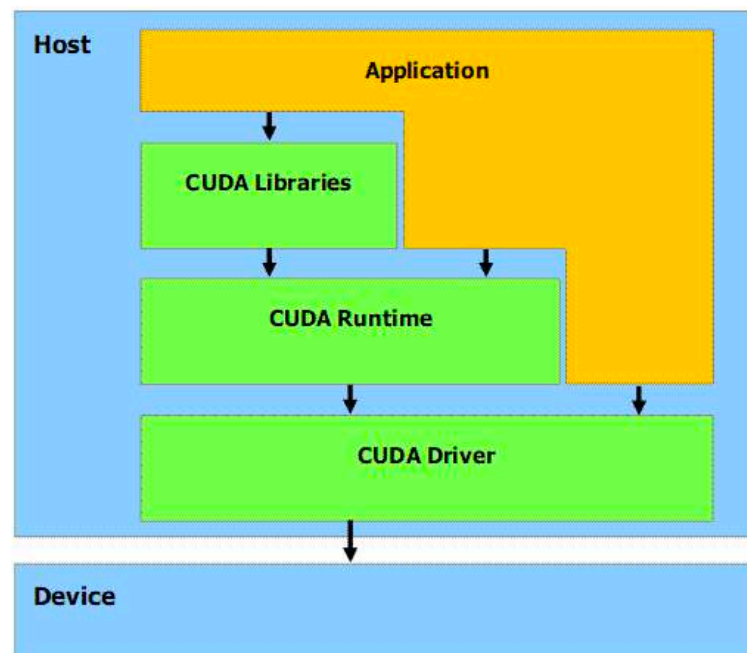 Host
Application
CUDA Libraries
CUDA Runtime
CUDA Driver
Device